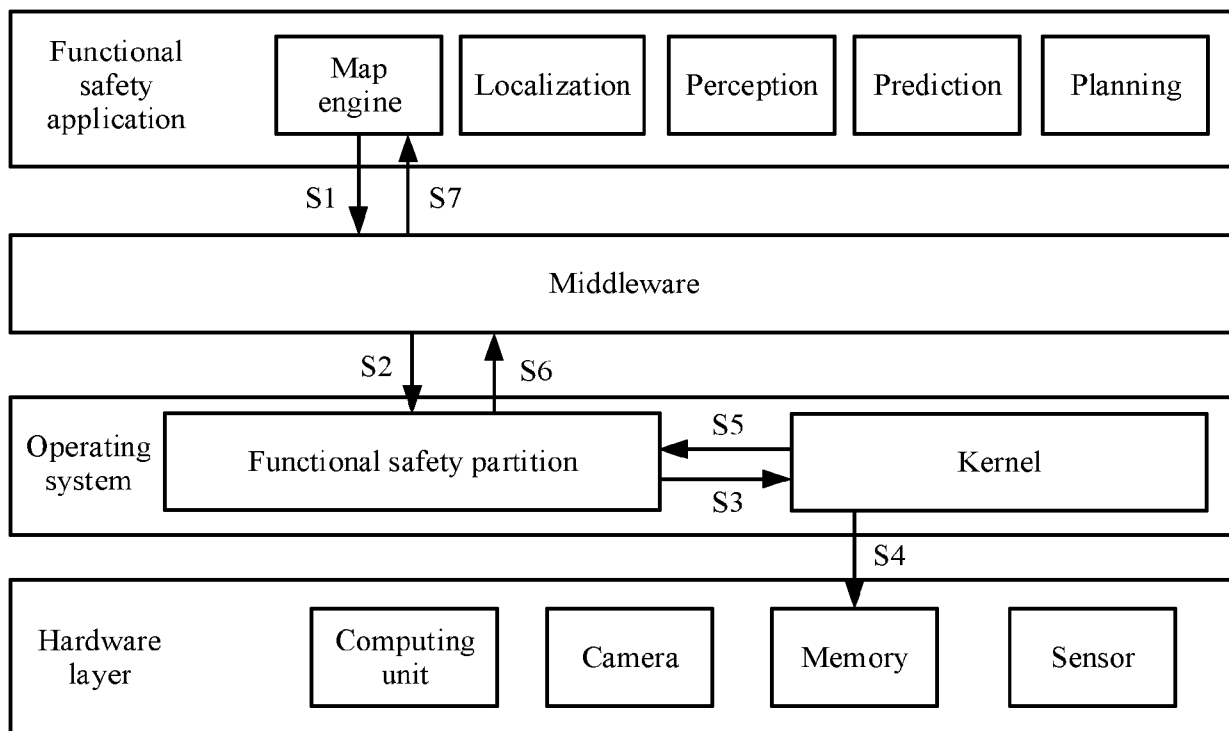 Functional
safety
application
Map
engine
Localization
Perception
Prediction
Planning
S1
S7
Middleware
S2
S6
Operating
system
Functional safety partition
S5
S3
Kernel
S4
Hardware
layer
Computing
unit
Camera
Memory
Sensor